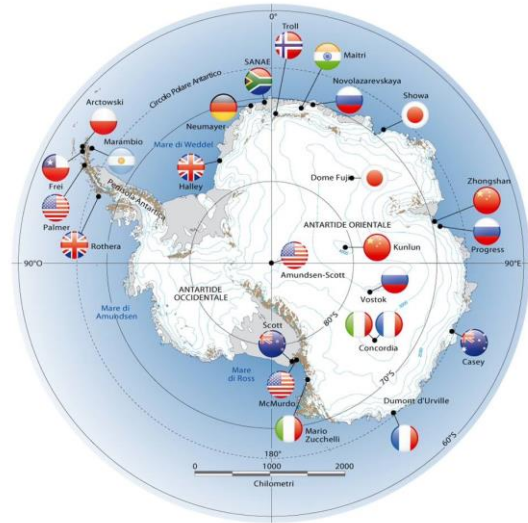 0°
Troll
Maitri
SANAE
Novolazarevskaya
Circolo Polare Antartico
Arctowski
Showa
Neumayer
Marámbio
Mare di Weddel
Halley
Dome Fuji
Zhongshan
Frei
Penisola Antartica
Palmer
ANTARTIDE ORIENTALE
Kunlun
Progress
Rothera
90°O
90°E
Amundsen-Scott
ANTARTIDE
OCCIDENTALE
Vostok
Mare di
Amundsen
80°S
Scott
Concordia
Casey
Mare
di Ross
70°S
McMurdo
Dumont d'Urville
Mario
Zucchelli
60°S
180°
0
1000
2000
Chilometri